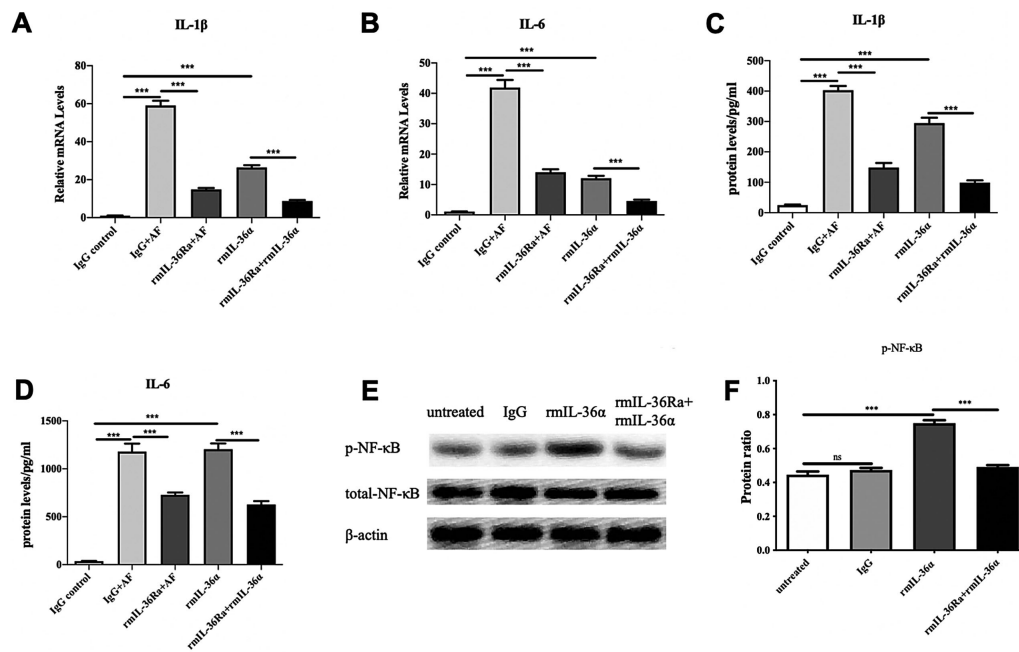 A
IL-1β
Relative mRNA Levels
80
60
40
20
0
***
***
***
***
IgG control
IgG+AF
rmIL-36Ra+AF
rmIL-36α
rmIL-36Ra+rmIL-36α
B
IL-6
Relative mRNA Levels
50
40
30
20
10
0
***
***
***
***
IgG control
IgG+AF
rmIL-36Ra+AF
rmIL-36α
rmIL-36Ra+rmIL-36α
C
IL-1β
protein levels/pg/ml
500
400
300
200
100
0
***
***
***
***
IgG control
IgG+AF
rmIL-36Ra+AF
rmIL-36α
rmIL-36Ra+rmIL-36α
D
IL-6
protein levels/pg/ml
1500
1000
500
0
***
***
***
***
IgG control
IgG+AF
rmIL-36Ra+AF
rmIL-36α
rmIL-36Ra+rmIL-36α
E
untreated IgG rmIL-36α rmIL-36Ra+
rmIL-36α
p-NF-κB
total-NF-κB
β-actin
F
p-NF-κB
Protein ratio
1.0
0.8
0.6
0.4
0.2
0.0
***
***
ns
untreated
IgG
rmIL-36α
rmIL-36Ra+rmIL-36α